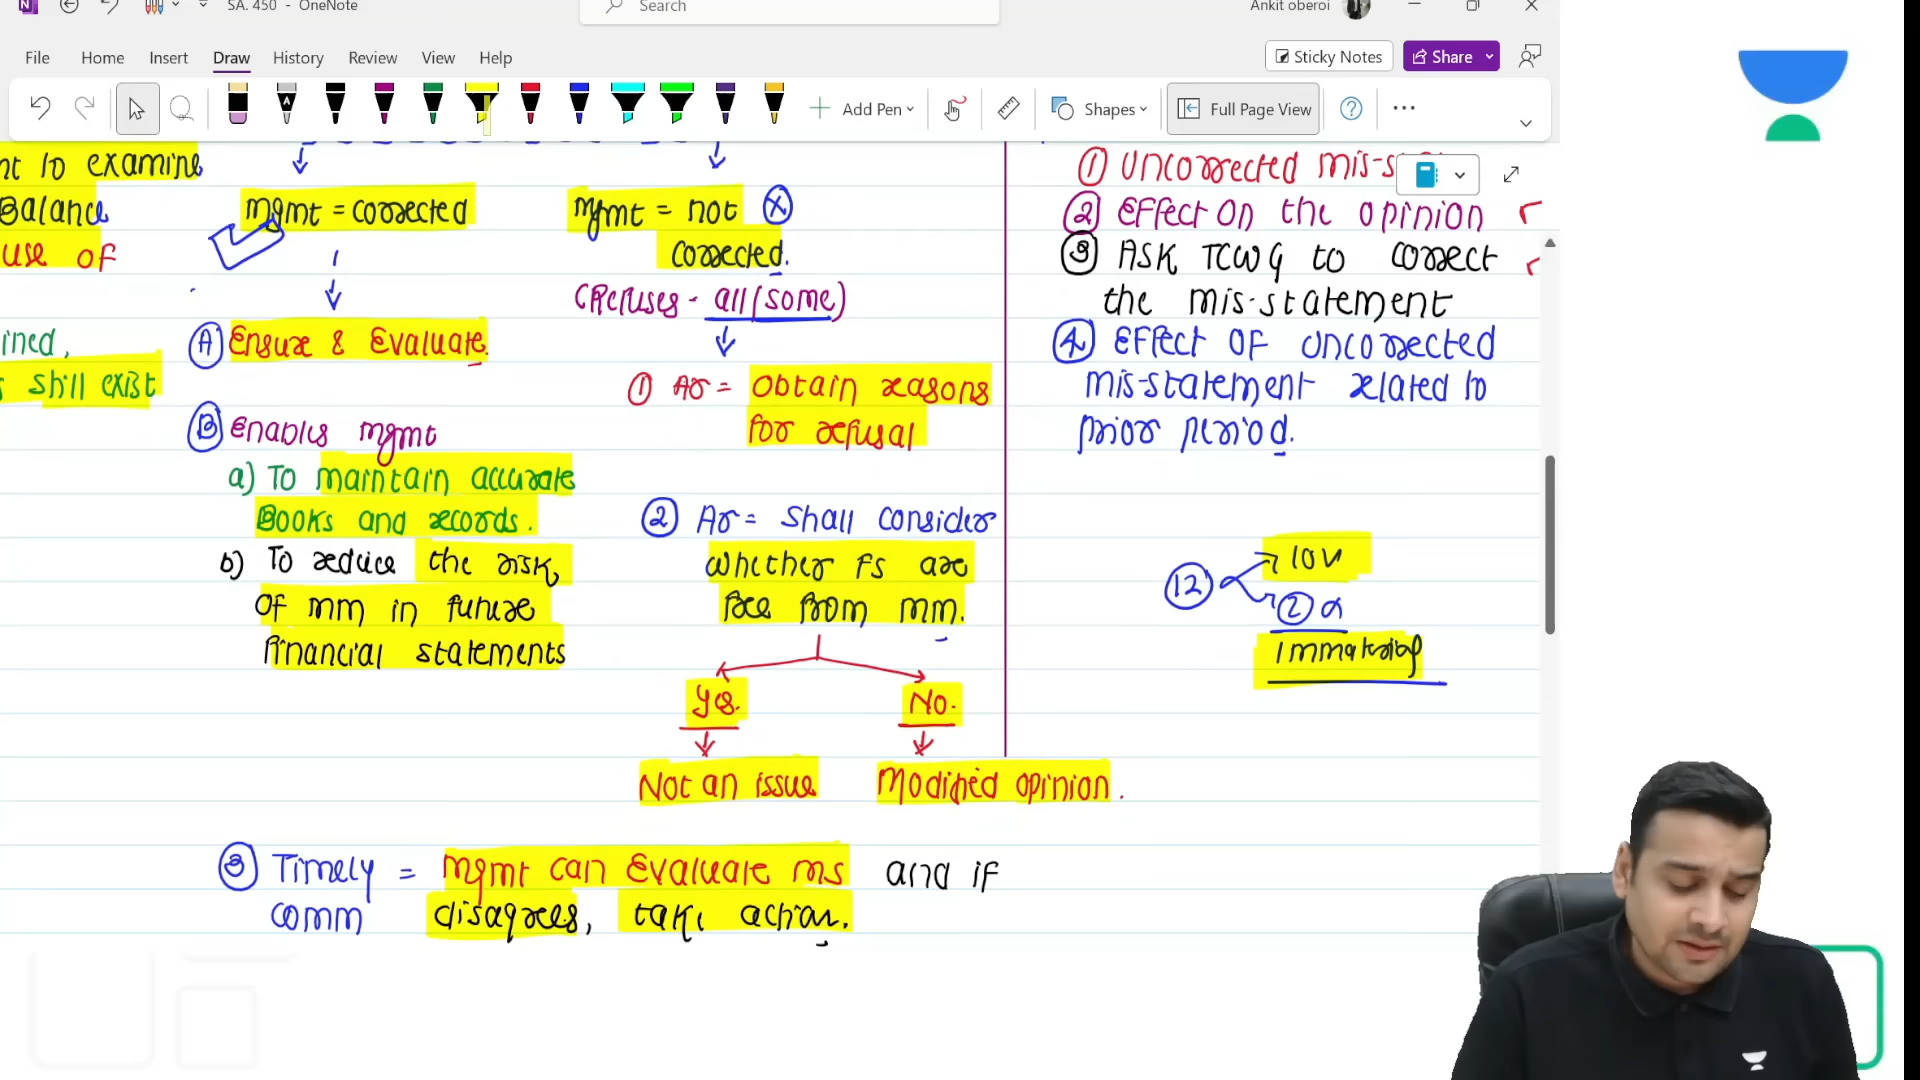 SA. 450 - OneNote
Search
Ankit oberoi
File Home Insert Draw History Review View Help
Sticky Notes
Share
Add Pen
Shapes
Full Page View
nt to examine
Balance
use of
ined,
s still exist
mgmt = corrected
A Ensure & Evaluate.
B Enables mgmt
a) To maintain accurate
Books and records.
b) To reduce the risk
of mm in future
Financial statements
mgmt = not X
corrected.
(Refuses - all/some)
① Ar = obtain reasons
for refusal
② Ar = shall consider
whether FS are
free from mm.
Yes. No.
Not an issue Modified opinion.
③ Timely = mgmt can Evaluate ms and if
comm disagrees, take action.
① Uncorrected mis-s
② Effect on the opinion
③ ASK TCWG to correct
the mis-statement
④ Effect of uncorrected
mis-statement related to
prior period.
12
10
②
immaterial